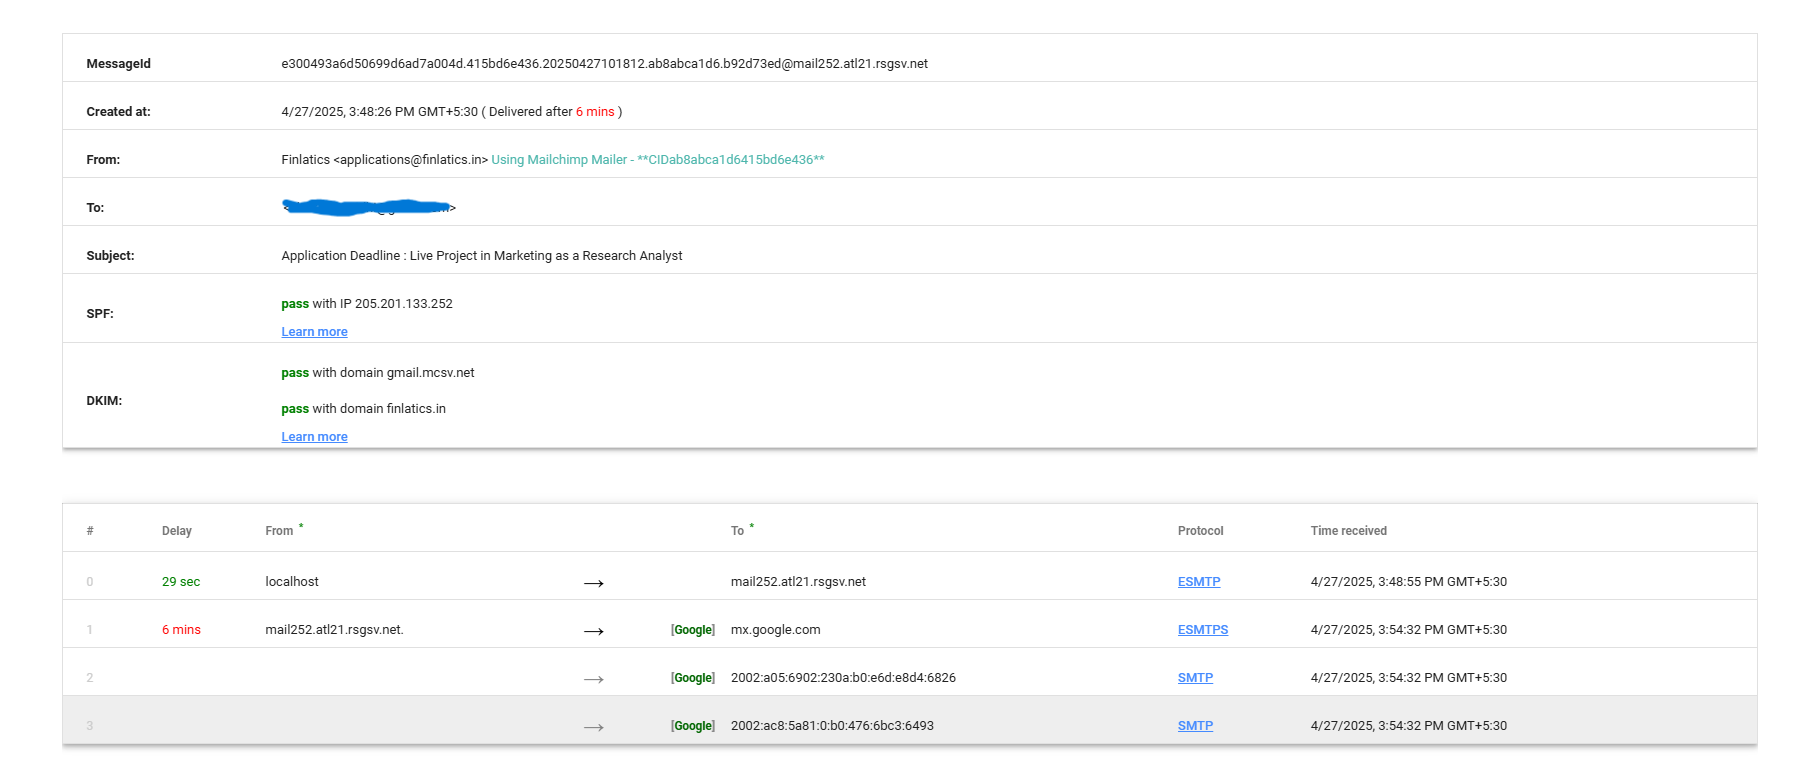 MessageId e300493a6d50699d6ad7a004d.415bd6e436.20250427101812.ab8abca1d6.b92d73ed@mail252.atl21.rsgsv.net
Created at: 4/27/2025, 3:48:26 PM GMT+5:30 ( Delivered after 6 mins )
From: Finlatics <applications@finlatics.in> Using Mailchimp Mailer - **CIDab8abca1d6415bd6e436**
To: < >
Subject: Application Deadline : Live Project in Marketing as a Research Analyst
SPF: pass with IP 205.201.133.252
Learn more
DKIM: pass with domain gmail.mcsv.net
pass with domain finlatics.in
Learn more
# Delay From * To * Protocol Time received
0 29 sec localhost → mail252.atl21.rsgsv.net ESMTP 4/27/2025, 3:48:55 PM GMT+5:30
1 6 mins mail252.atl21.rsgsv.net. → [Google] mx.google.com ESMTPS 4/27/2025, 3:54:32 PM GMT+5:30
2 → [Google] 2002:a05:6902:230a:b0:e6d:e8d4:6826 SMTP 4/27/2025, 3:54:32 PM GMT+5:30
3 → [Google] 2002:ac8:5a81:0:b0:476:6bc3:6493 SMTP 4/27/2025, 3:54:32 PM GMT+5:30